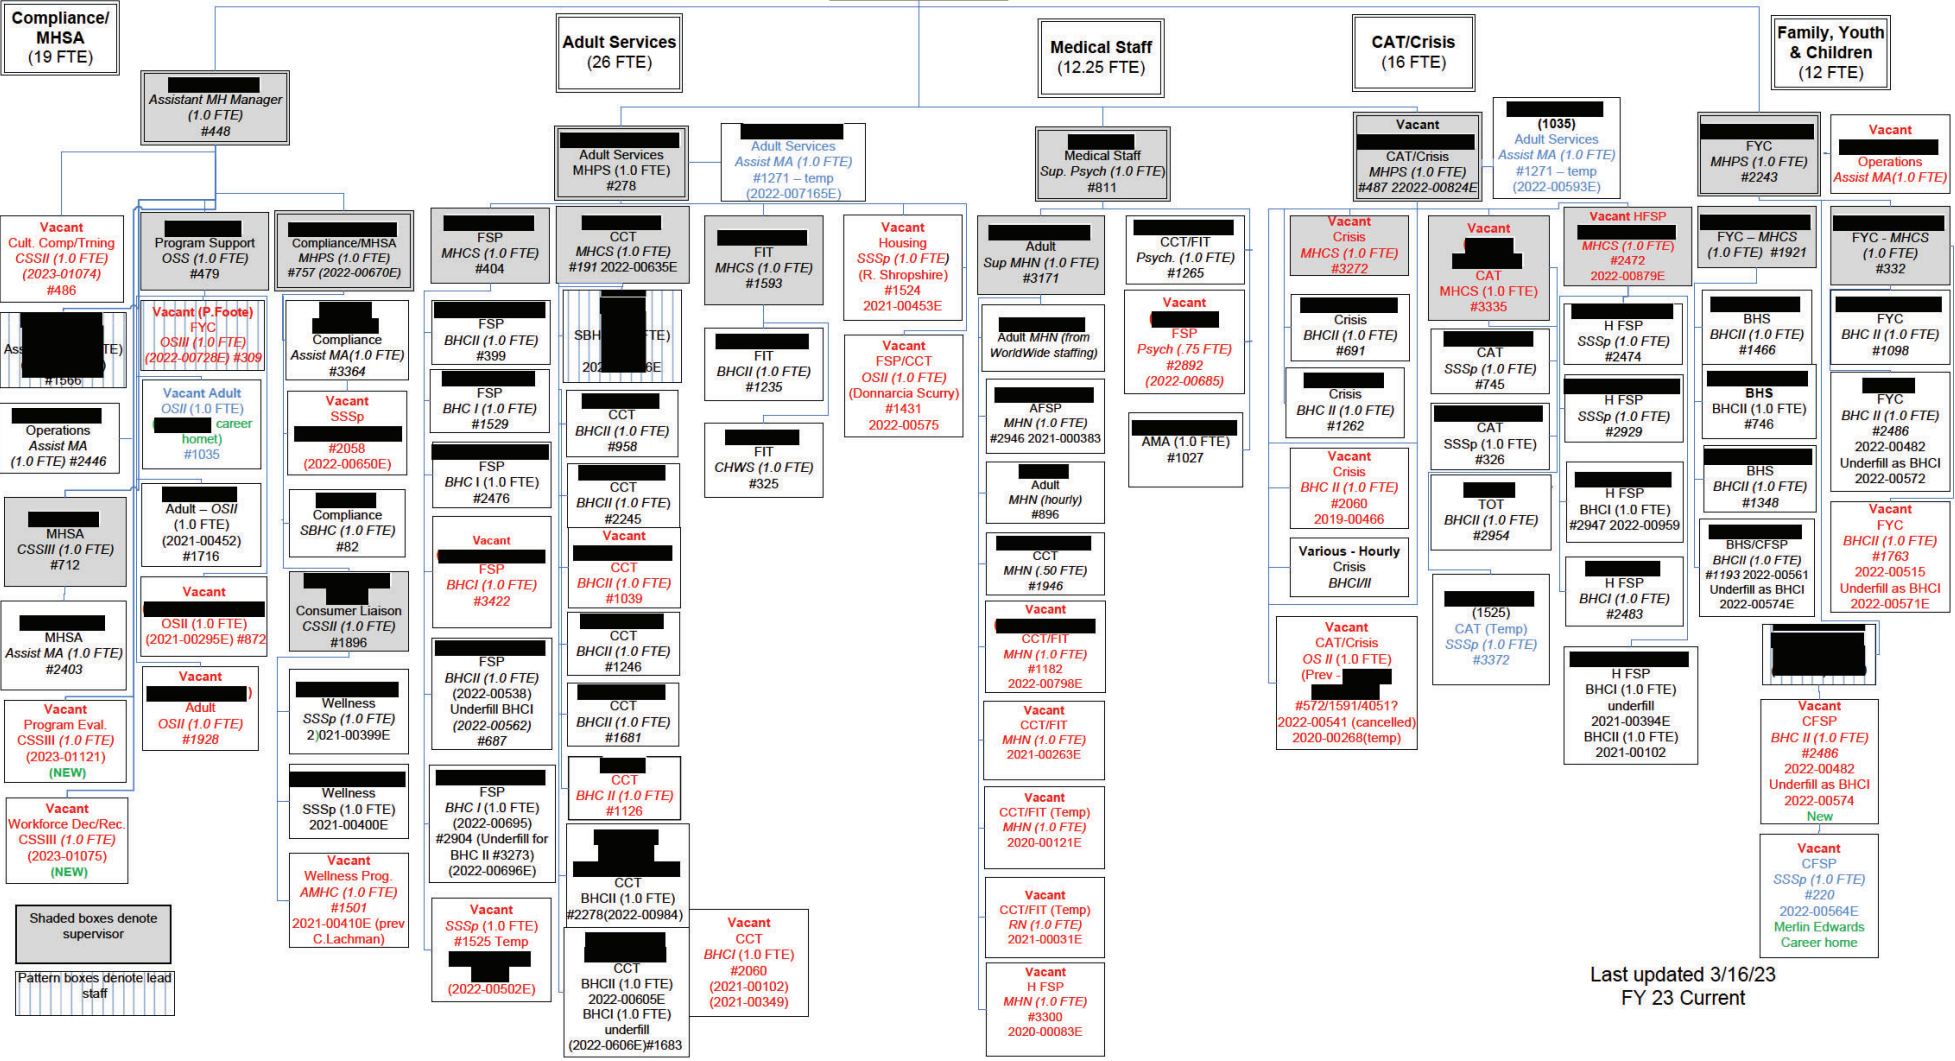 Compliance/
MHSA
(19 FTE)
Adult Services
(26 FTE)
Medical Staff
(12.25 FTE)
CAT/Crisis
(16 FTE)
Family, Youth
& Children
(12 FTE)
Assistant MH Manager
(1.0 FTE)
#448
Vacant
Cult. Comp/Trning
CSSII (1.0 FTE)
(2023-01074)
#486
Ass
TE)
#1566
Operations
Assist MA
(1.0 FTE) #2446
MHSA
CSSIII (1.0 FTE)
#712
MHSA
Assist MA (1.0 FTE)
#2403
Vacant
Program Eval.
CSSIII (1.0 FTE)
(2023-01121)
(NEW)
Vacant
Workforce Dec/Rec.
CSSIII (1.0 FTE)
(2023-01075)
(NEW)
Shaded boxes denote
supervisor
Pattern boxes denote lead
staff
Program Support
OSS (1.0 FTE)
#479
Vacant (P.Foote)
FYC
OSIII (1.0 FTE)
(2022-00728E) #309
Vacant Adult
OSII (1.0 FTE)
( career
homet)
#1035
Adult – OSII
(1.0 FTE)
(2021-00452)
#1716
Vacant
OSII (1.0 FTE)
(2021-00295E) #872
Vacant
)
Adult
OSII (1.0 FTE)
#1928
Compliance/MHSA
MHPS (1.0 FTE)
#757 (2022-00670E)
Compliance
Assist MA(1.0 FTE)
#3364
Vacant
SSSp
#2058
(2022-00650E)
Compliance
SBHC (1.0 FTE)
#82
Consumer Liaison
CSSII (1.0 FTE)
#1896
Wellness
SSSp (1.0 FTE)
2)021-00399E
Wellness
SSSp (1.0 FTE)
2021-00400E
Vacant
Wellness Prog.
AMHC (1.0 FTE)
#1501
2021-00410E (prev
C.Lachman)
Adult Services
MHPS (1.0 FTE)
#278
Adult Services
Assist MA (1.0 FTE)
#1271 – temp
(2022-007165E)
FSP
MHCS (1.0 FTE)
#404
FSP
BHCII (1.0 FTE)
#399
FSP
BHC I (1.0 FTE)
#1529
FSP
BHC I (1.0 FTE)
#2476
Vacant
FSP
BHCI (1.0 FTE)
#3422
FSP
BHCII (1.0 FTE)
(2022-00538)
Underfill BHCI
(2022-00562)
#687
FSP
BHC I (1.0 FTE)
(2022-00695)
#2904 (Underfill for
BHC II #3273)
(2022-00696E)
Vacant
SSSp (1.0 FTE)
#1525 Temp
(2022-00502E)
CCT
MHCS (1.0 FTE)
#191 2022-00635E
SBH
TE)
202
6E
CCT
BHCII (1.0 FTE)
#958
CCT
BHCII (1.0 FTE)
#2245
Vacant
CCT
BHCII (1.0 FTE)
#1039
CCT
BHCII (1.0 FTE)
#1246
CCT
BHCII (1.0 FTE)
#1681
CCT
BHC II (1.0 FTE)
#1126
CCT
BHCII (1.0 FTE)
#2278(2022-00984)
CCT
BHCII (1.0 FTE)
2022-00605E
BHCI (1.0 FTE)
underfill
(2022-0606E)#1683
Vacant
CCT
BHCI (1.0 FTE)
#2060
(2021-00102)
(2021-00349)
FIT
MHCS (1.0 FTE)
#1593
FIT
BHCII (1.0 FTE)
#1235
FIT
CHWS (1.0 FTE)
#325
Vacant
Housing
SSSp (1.0 FTE)
(R. Shropshire)
#1524
2021-00453E
Vacant
FSP/CCT
OSII (1.0 FTE)
(Donnarcia Scurry)
#1431
2022-00575
Medical Staff
Sup. Psych (1.0 FTE)
#811
Adult
Sup MHN (1.0 FTE)
#3171
Adult MHN (from
WorldWide staffing)
AFSP
MHN (1.0 FTE)
#2946 2021-000383
Adult
MHN (hourly)
#896
CCT
MHN (.50 FTE)
#1946
Vacant
CCT/FIT
MHN (1.0 FTE)
#1182
2022-00798E
Vacant
CCT/FIT
MHN (1.0 FTE)
2021-00263E
Vacant
CCT/FIT (Temp)
MHN (1.0 FTE)
2020-00121E
Vacant
CCT/FIT (Temp)
RN (1.0 FTE)
2021-00031E
Vacant
H FSP
MHN (1.0 FTE)
#3300
2020-00083E
CCT/FIT
Psych. (1.0 FTE)
#1265
Vacant
FSP
Psych (.75 FTE)
#2892
(2022-00685)
AMA (1.0 FTE)
#1027
Vacant
CAT/Crisis
MHPS (1.0 FTE)
#487 22022-00824E
(1035)
Adult Services
Assist MA (1.0 FTE)
#1271 – temp
(2022-00593E)
Vacant
Crisis
MHCS (1.0 FTE)
#3272
Crisis
BHCII (1.0 FTE)
#691
Crisis
BHC II (1.0 FTE)
#1262
Vacant
Crisis
BHC II (1.0 FTE)
#2060
2019-00466
Various - Hourly
Crisis
BHCI/II
Vacant
CAT/Crisis
OS II (1.0 FTE)
(Prev -
#572/1591/4051?
2022-00541 (cancelled)
2020-00268(temp)
Vacant
CAT
MHCS (1.0 FTE)
#3335
CAT
SSSp (1.0 FTE)
#745
CAT
SSSp (1.0 FTE)
#326
TOT
BHCII (1.0 FTE)
#2954
(1525)
CAT (Temp)
SSSp (1.0 FTE)
#3372
Vacant HFSP
MHCS (1.0 FTE)
#2472
2022-00879E
H FSP
SSSp (1.0 FTE)
#2474
H FSP
SSSp (1.0 FTE)
#2929
H FSP
BHCI (1.0 FTE)
#2947 2022-00959
H FSP
BHCI (1.0 FTE)
#2483
H FSP
BHCI (1.0 FTE)
underfill
2021-00394E
BHCII (1.0 FTE)
2021-00102
FYC
MHPS (1.0 FTE)
#2243
Vacant
Operations
Assist MA(1.0 FTE)
FYC – MHCS
(1.0 FTE) #1921
BHS
BHCII (1.0 FTE)
#1466
BHS
BHCII (1.0 FTE)
#746
BHS
BHCII (1.0 FTE)
#1348
BHS/CFSP
BHCII (1.0 FTE)
#1193 2022-00561
Underfill as BHCI
2022-00574E
FYC - MHCS
(1.0 FTE)
#332
FYC
BHC II (1.0 FTE)
#1098
FYC
BHC II (1.0 FTE)
#2486
2022-00482
Underfill as BHCI
2022-00572
Vacant
FYC
BHCII (1.0 FTE)
#1763
2022-00515
Underfill as BHCI
2022-00571E
Vacant
CFSP
BHC II (1.0 FTE)
#2486
2022-00482
Underfill as BHCI
2022-00574
New
Vacant
CFSP
SSSp (1.0 FTE)
#220
2022-00564E
Merlin Edwards
Career home
Last updated 3/16/23
FY 23 Current